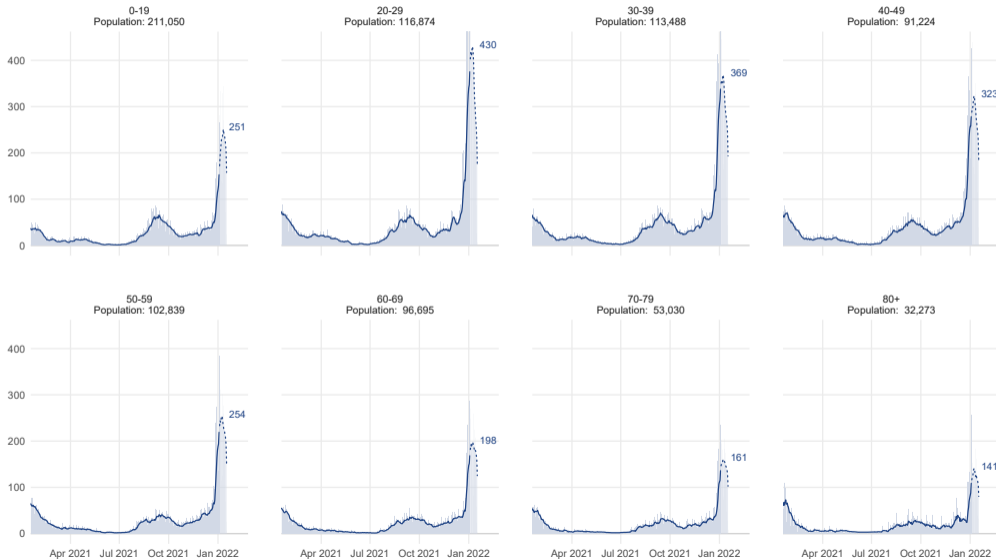 0-19
Population: 211,050
20-29
Population: 116,874
30-39
Population: 113,488
40-49
Population: 91,224
400
300
200
100
0
251
430
369
323
50-59
Population: 102,839
60-69
Population: 96,695
70-79
Population: 53,030
80+
Population: 32,273
400
300
200
100
0
254
198
161
141
Apr 2021 Jul 2021 Oct 2021 Jan 2022
Apr 2021 Jul 2021 Oct 2021 Jan 2022
Apr 2021 Jul 2021 Oct 2021 Jan 2022
Apr 2021 Jul 2021 Oct 2021 Jan 2022